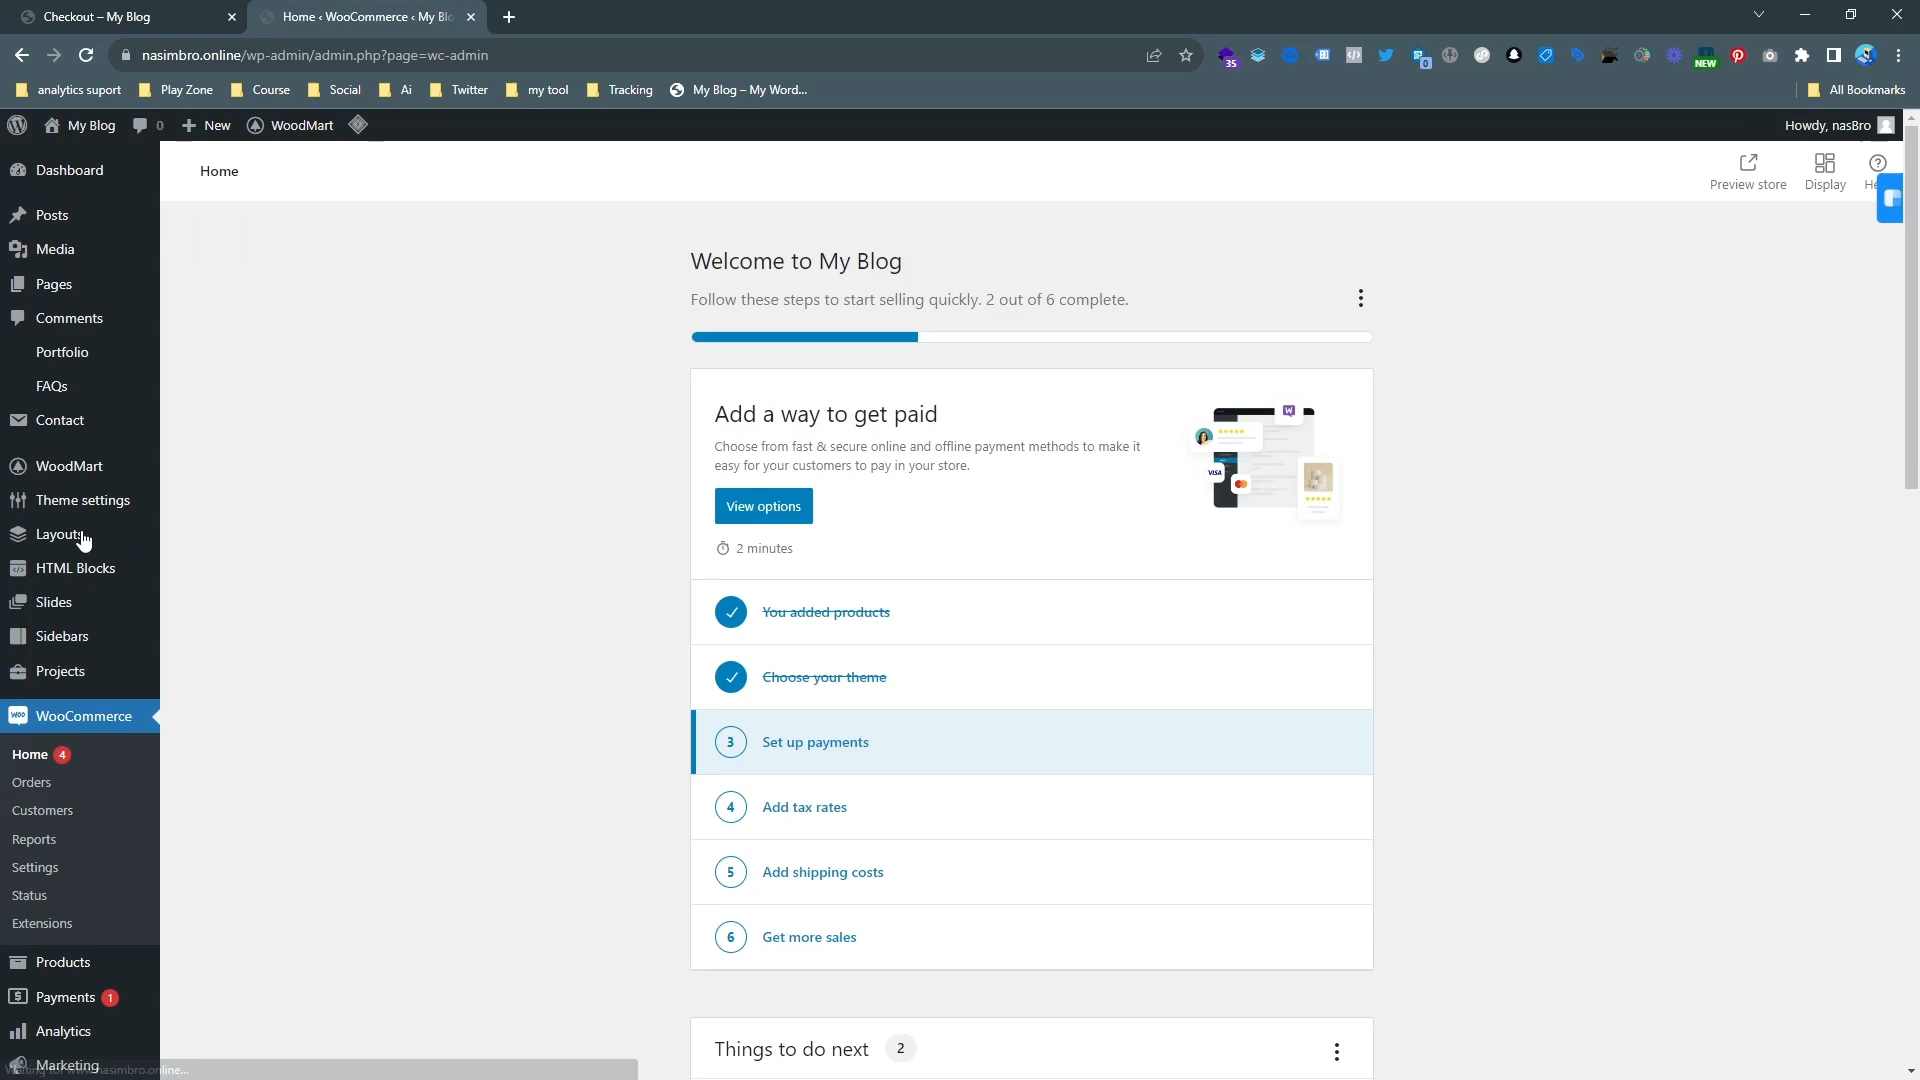 Checkout – My Blog
Home ‹ WooCommerce ‹ My Blo
nasimbro.online/wp-admin/admin.php?page=wc-admin
35
0
NEW
analytics suport
Play Zone
Course
Social
Ai
Twitter
my tool
Tracking
My Blog – My Word...
All Bookmarks
My Blog
0
New
WoodMart
Howdy, nasBro
Dashboard
Posts
Media
Pages
Comments
Portfolio
FAQs
Contact
WoodMart
Theme settings
Layouts
HTML Blocks
Slides
Sidebars
Projects
WooCommerce
Home 4
Orders
Customers
Reports
Settings
Status
Extensions
Products
Payments 1
Analytics
Marketing
Home
Preview store
Display
Welcome to My Blog
Follow these steps to start selling quickly. 2 out of 6 complete.
Add a way to get paid
Choose from fast & secure online and offline payment methods to make it
easy for your customers to pay in your store.
VISA
View options
2 minutes
You added products
Choose your theme
3 Set up payments
4 Add tax rates
5 Add shipping costs
6 Get more sales
Things to do next 2